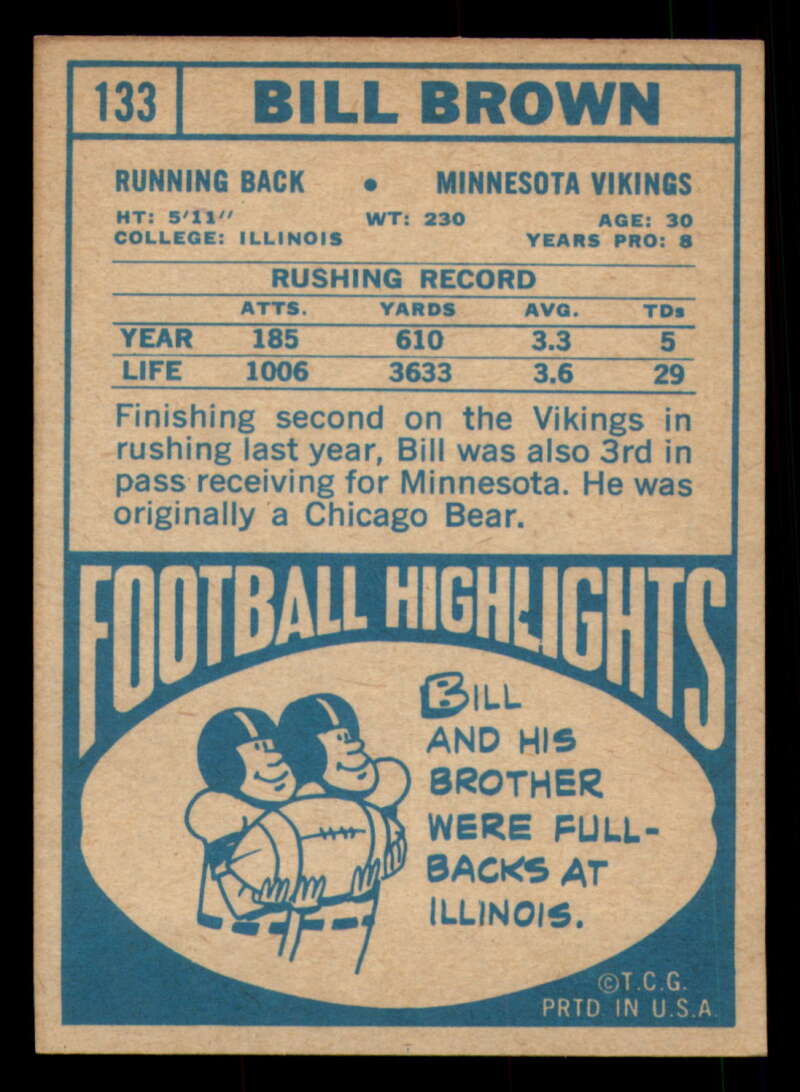 133 BILL BROWN
RUNNING BACK • MINNESOTA VIKINGS
HT: 5'11" WT: 230 AGE: 30
COLLEGE: ILLINOIS YEARS PRO: 8
RUSHING RECORD
ATTS. YARDS AVG. TDs
YEAR 185 610 3.3 5
LIFE 1006 3633 3.6 29
Finishing second on the Vikings in
rushing last year, Bill was also 3rd in
pass receiving for Minnesota. He was
originally a Chicago Bear.
FOOTBALL HIGHLIGHTS
BILL
AND HIS
BROTHER
WERE FULL-
BACKS AT
ILLINOIS.
©T.C.G.
PRTD IN U.S.A.